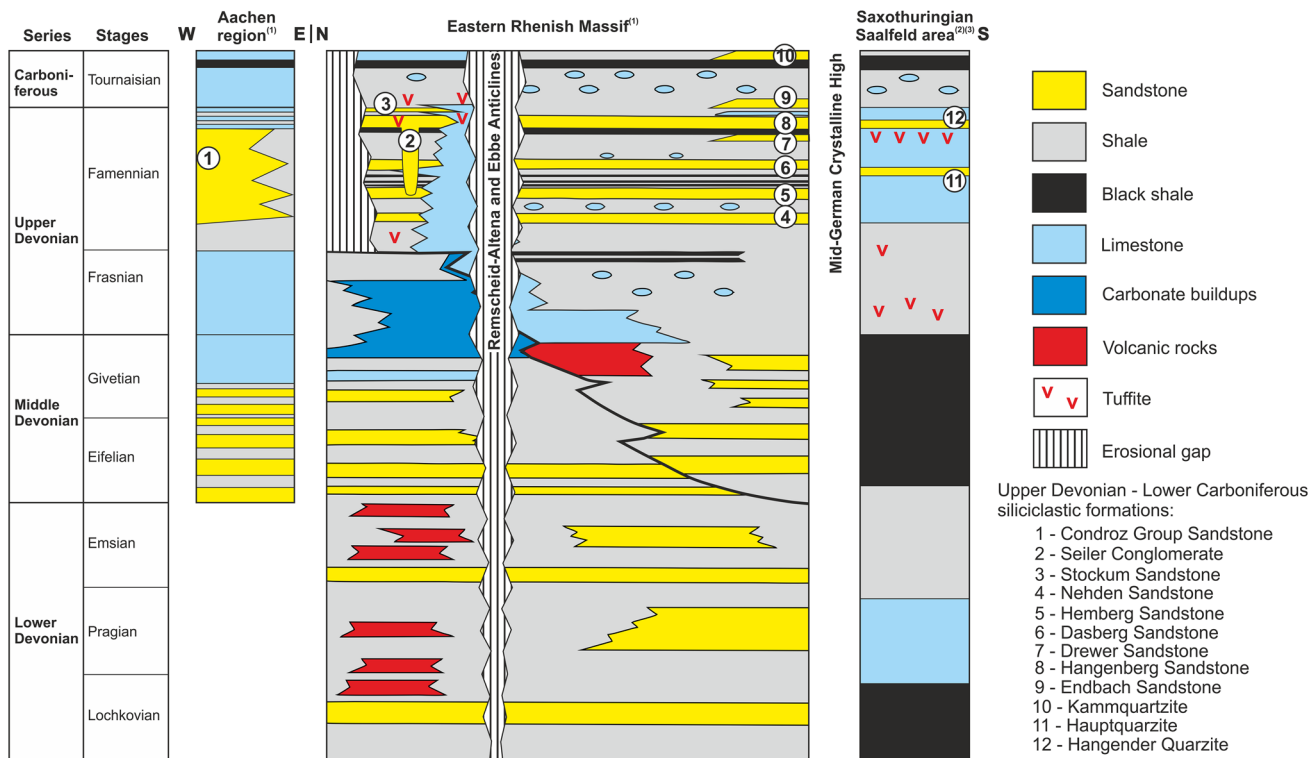 Series
Stages
W
Aachen
region(1)
E|N
Eastern Rhenish Massif(1)
Saxothuringian
Saalfeld area(2)(3)
S
Carboni-
ferous
Tournaisian
Upper
Devonian
Famennian
Frasnian
Middle
Devonian
Givetian
Eifelian
Lower
Devonian
Emsian
Pragian
Lochkovian
1
2
3
Remscheid-Altena and Ebbe Anticlines
10
9
8
7
6
5
4
Mid-German Crystalline High
12
11
Sandstone
Shale
Black shale
Limestone
Carbonate buildups
Volcanic rocks
Tuffite
Erosional gap
Upper Devonian - Lower Carboniferous
siliciclastic formations:
1 - Condroz Group Sandstone
2 - Seiler Conglomerate
3 - Stockum Sandstone
4 - Nehden Sandstone
5 - Hemberg Sandstone
6 - Dasberg Sandstone
7 - Drewer Sandstone
8 - Hangenberg Sandstone
9 - Endbach Sandstone
10 - Kammquartzite
11 - Hauptquarzite
12 - Hangender Quarzite